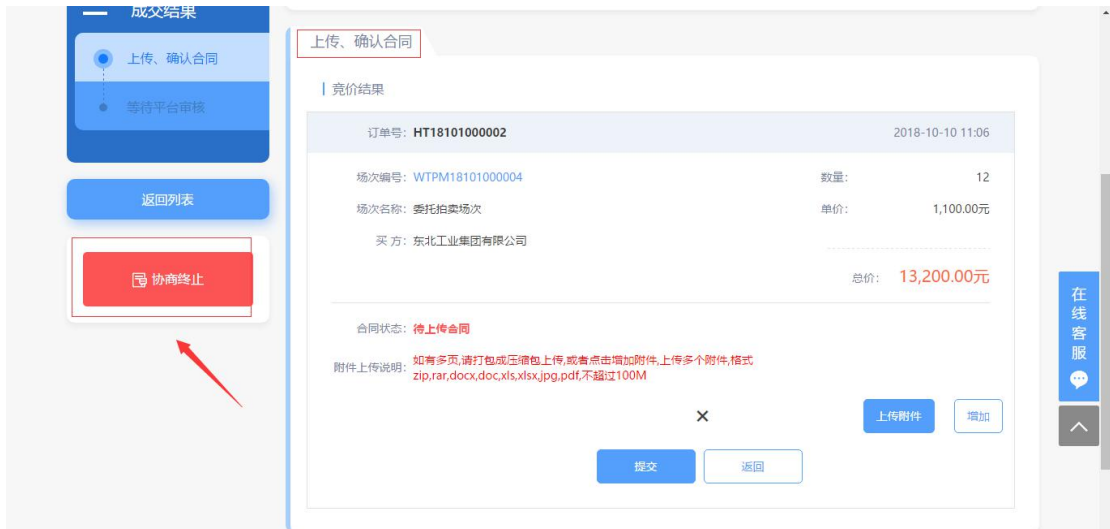 成交结果
上传、确认合同
等待平台审核
返回列表
协商终止
上传、确认合同
竞价结果
订单号: HT18101000002 2018-10-10 11:06
场次编号: WTPM18101000004 数量: 12
场次名称: 委托拍卖场次 单价: 1,100.00元
买 方: 东北工业集团有限公司
总价: 13,200.00元
合同状态: 待上传合同
附件上传说明: 如有多页,请打包成压缩包上传,或者点击增加附件,上传多个附件,格式
zip,rar,docx,doc,xls,xlsx,jpg,pdf,不超过100M
上传附件 增加
提交 返回
在线客服